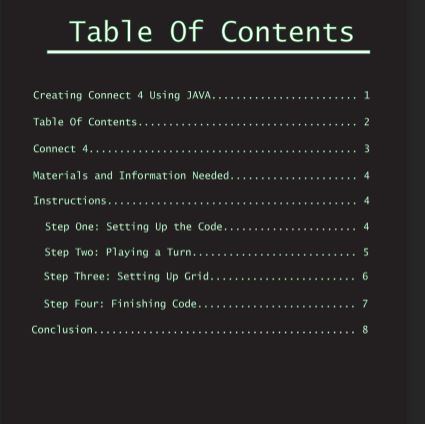 Table Of Contents
Creating Connect 4 Using JAVA........................ 1
Table Of Contents.................................... 2
Connect 4............................................ 3
Materials and Information Needed..................... 4
Instructions......................................... 4
Step One: Setting Up the Code...................... 4
Step Two: Playing a Turn........................... 5
Step Three: Setting Up Grid........................ 6
Step Four: Finishing Code.......................... 7
Conclusion........................................... 8